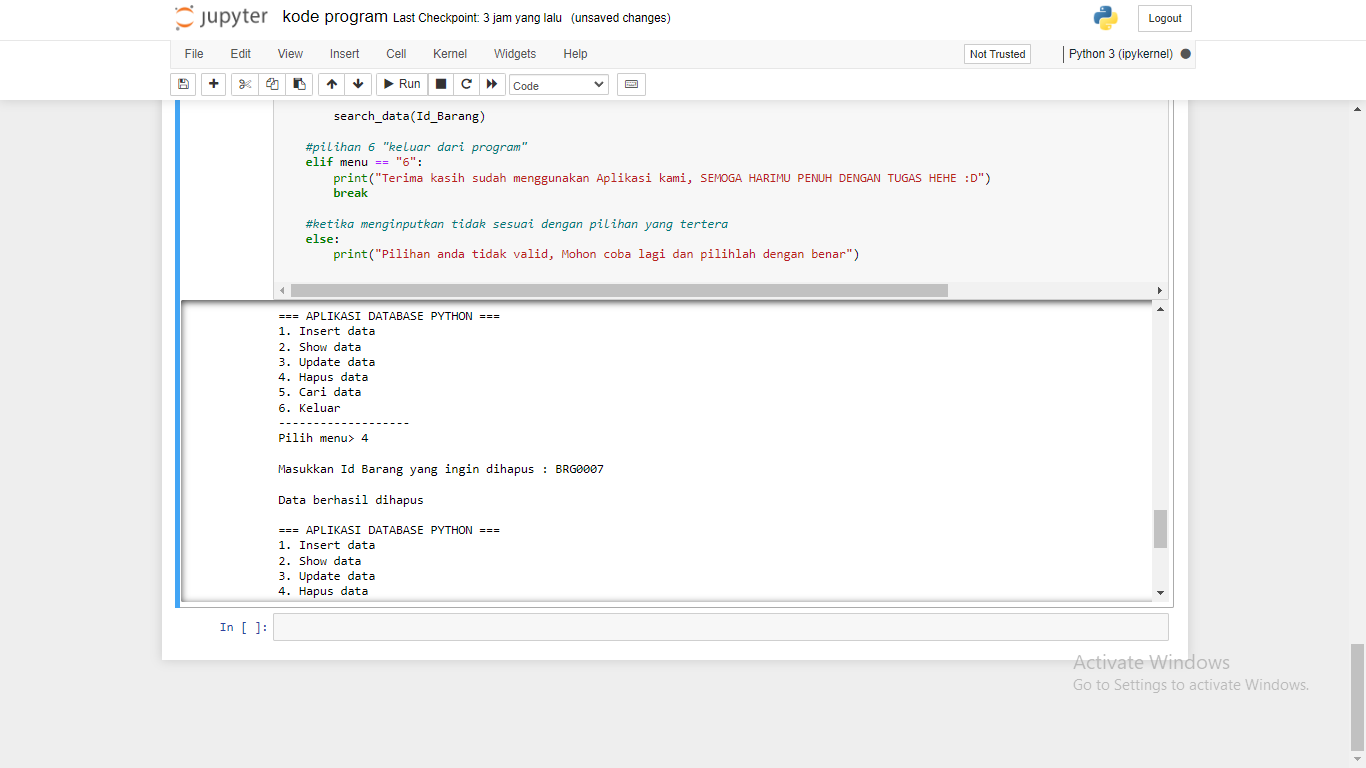 jupyter kode program Last Checkpoint: 3 jam yang lalu (unsaved changes) Logout
File Edit View Insert Cell Kernel Widgets Help Not Trusted Python 3 (ipykernel)
Run Code
search_data(Id_Barang)
#pilihan 6 "keluar dari program"
elif menu == "6":
print("Terima kasih sudah menggunakan Aplikasi kami, SEMOGA HARIMU PENUH DENGAN TUGAS HEHE :D")
break
#ketika menginputkan tidak sesuai dengan pilihan yang tertera
else:
print("Pilihan anda tidak valid, Mohon coba lagi dan pilihlah dengan benar")
=== APLIKASI DATABASE PYTHON ===
1. Insert data
2. Show data
3. Update data
4. Hapus data
5. Cari data
6. Keluar
-------------------
Pilih menu> 4
Masukkan Id Barang yang ingin dihapus : BRG0007
Data berhasil dihapus
=== APLIKASI DATABASE PYTHON ===
1. Insert data
2. Show data
3. Update data
4. Hapus data
In [ ]:
Activate Windows
Go to Settings to activate Windows.